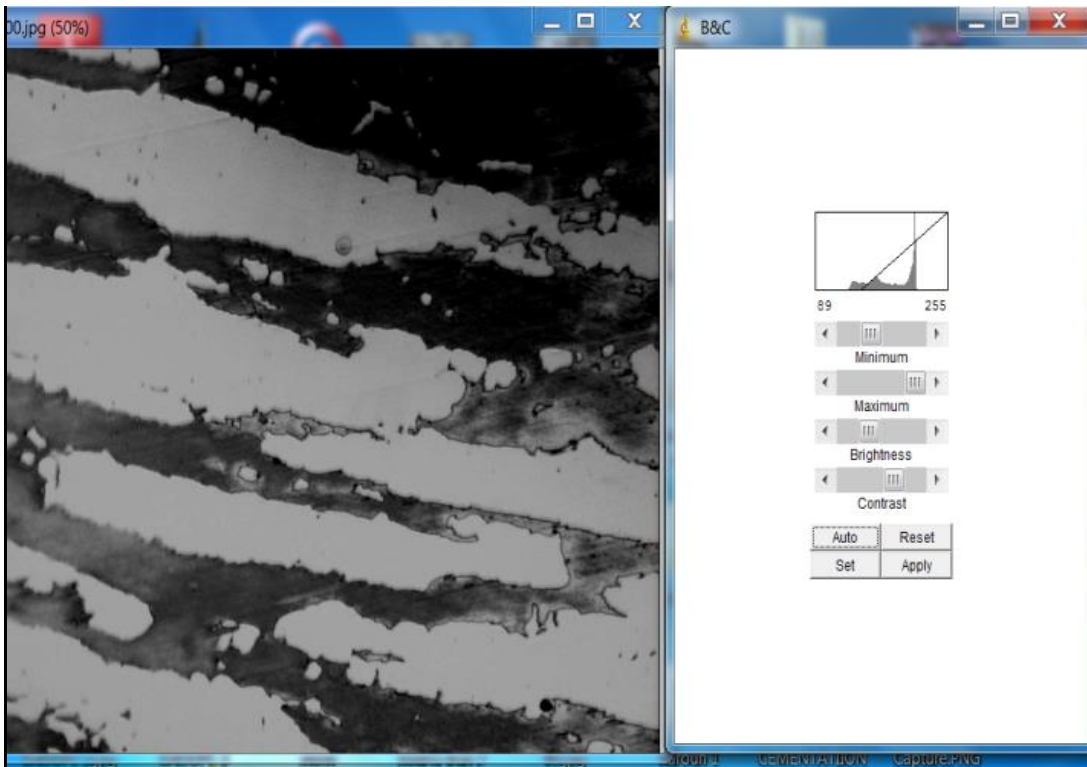 00.jpg (50%)
B&C
89 255
Minimum
Maximum
Brightness
Contrast
Auto Reset
Set Apply
CEMENTATION Capture.PNG